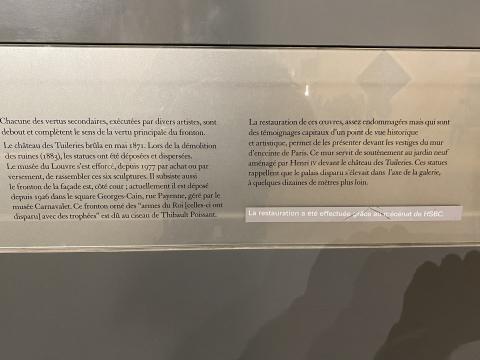 Chacune des vertus secondaires, exécutées par divers artistes, sont
debout et complètent le sens de la vertu principale du fronton.
Le château des Tuileries brûla en mai 1871. Lors de la démolition
des ruines (1883), les statues ont été déposées et dispersées.
Le musée du Louvre s'est efforcé, depuis 1977 par achat ou par
versement, de rassembler ces six sculptures. Il subsiste aussi
le fronton de la façade est, côté cour ; actuellement il est déposé
depuis 1926 dans le square Georges-Cain, rue Payenne, géré par le
musée Carnavalet. Ce fronton orné des "armes du Roi [celles-ci ont
disparu] avec des trophées" est dû au ciseau de Thibault Poissant.
La restauration de ces œuvres, assez endommagées mais qui sont
des témoignages capitaux d'un point de vue historique
et artistique, permet de les présenter devant les vestiges du mur
d'enceinte de Paris. Ce mur servit de soutènement au jardin neuf
aménagé par Henri IV devant le château des Tuileries. Ces statues
rappellent que le palais disparu s'élevait dans l'axe de la galerie,
à quelques dizaines de mètres plus loin.
La restauration a été effectuée grâce au mécénat de HSBC.